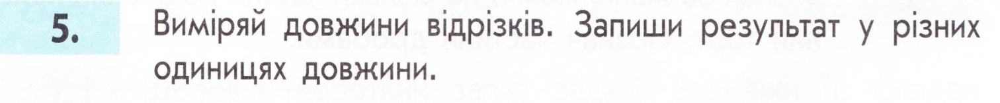 5. Виміряй довжини відрізків. Запиши результат у різних
одиницях довжини.